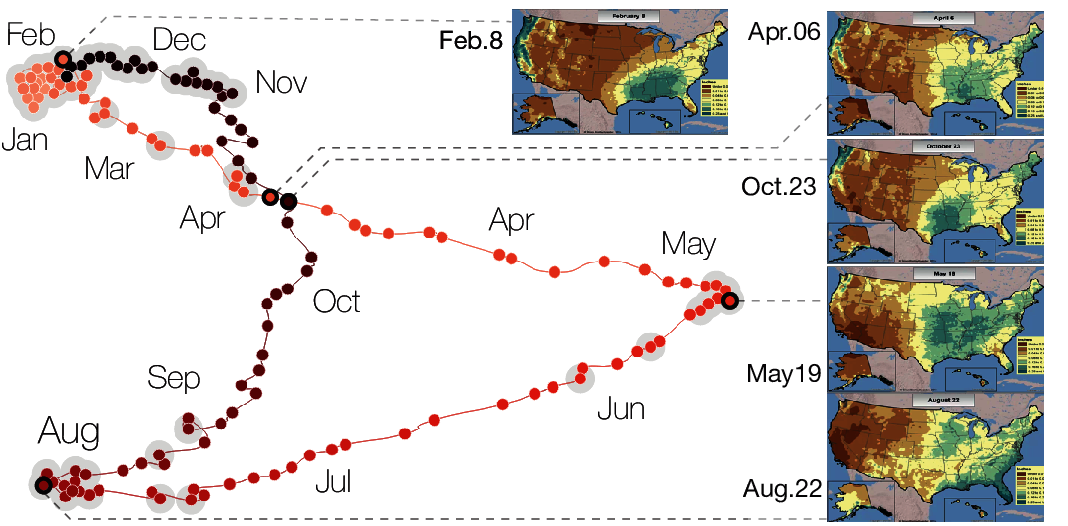 Feb
Dec
Nov
Jan
Mar
Apr
Apr
May
Oct
Sep
Aug
Jun
Jul
Feb.8
February 8
Apr.06
April 6
Oct.23
October 23
May19
May 18
Aug.22
August 22